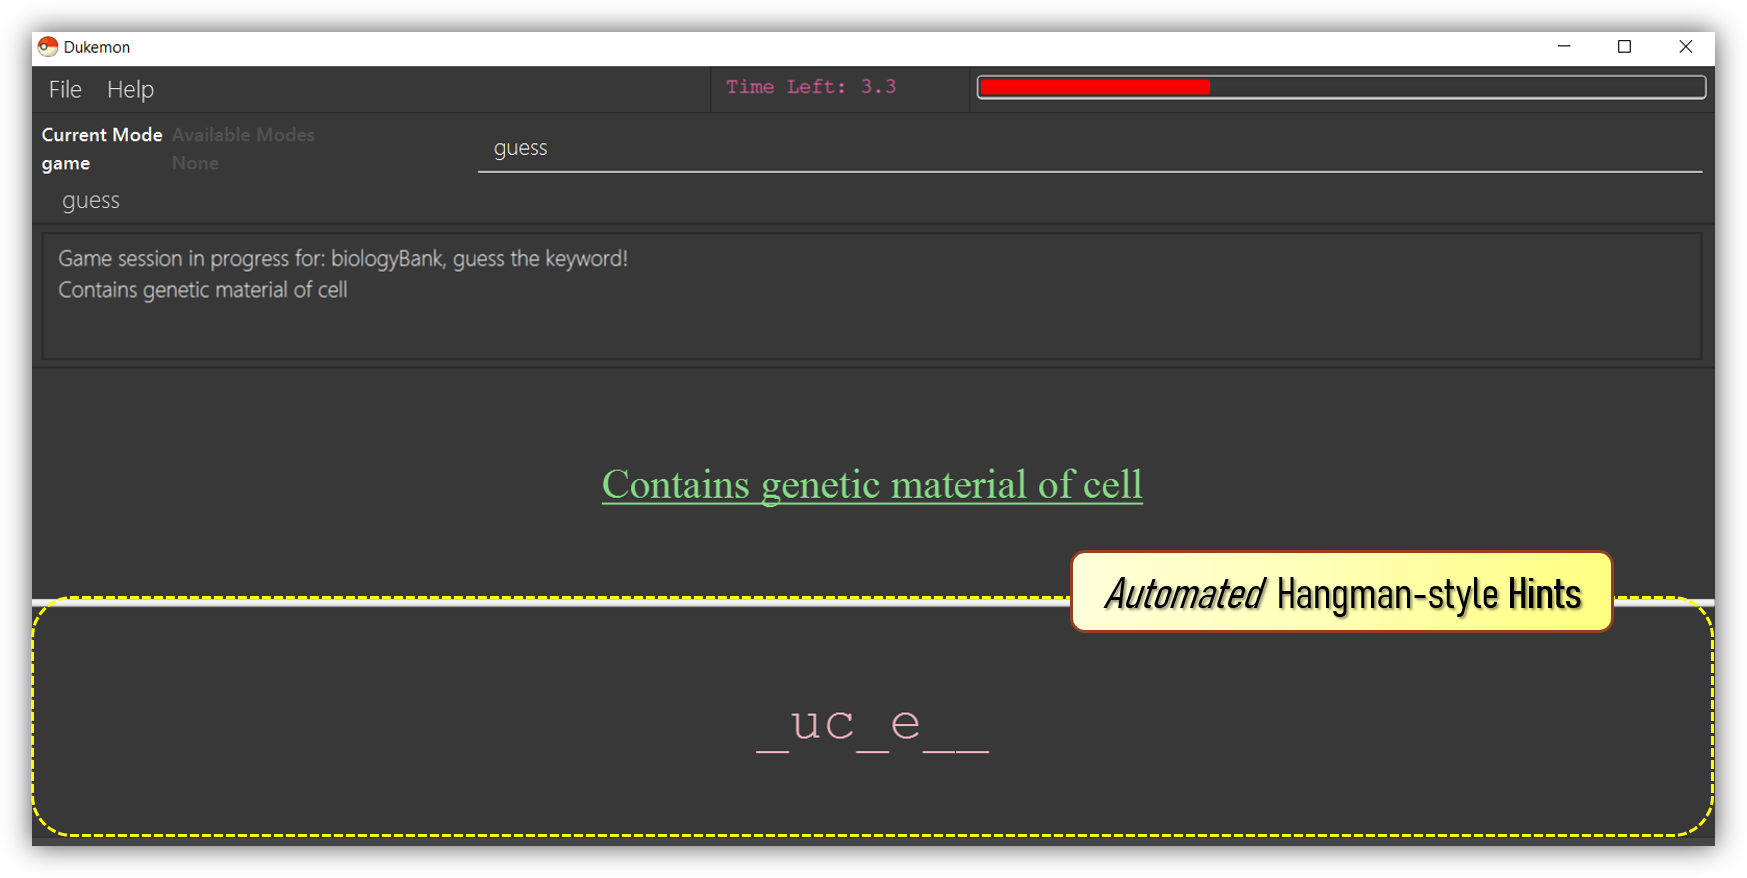 Dukemon
File Help
Time Left: 3.3
Current Mode Available Modes
game None
guess
guess
Game session in progress for: biologyBank, guess the keyword!
Contains genetic material of cell
Contains genetic material of cell
Automated Hangman-style Hints
_uc_e__